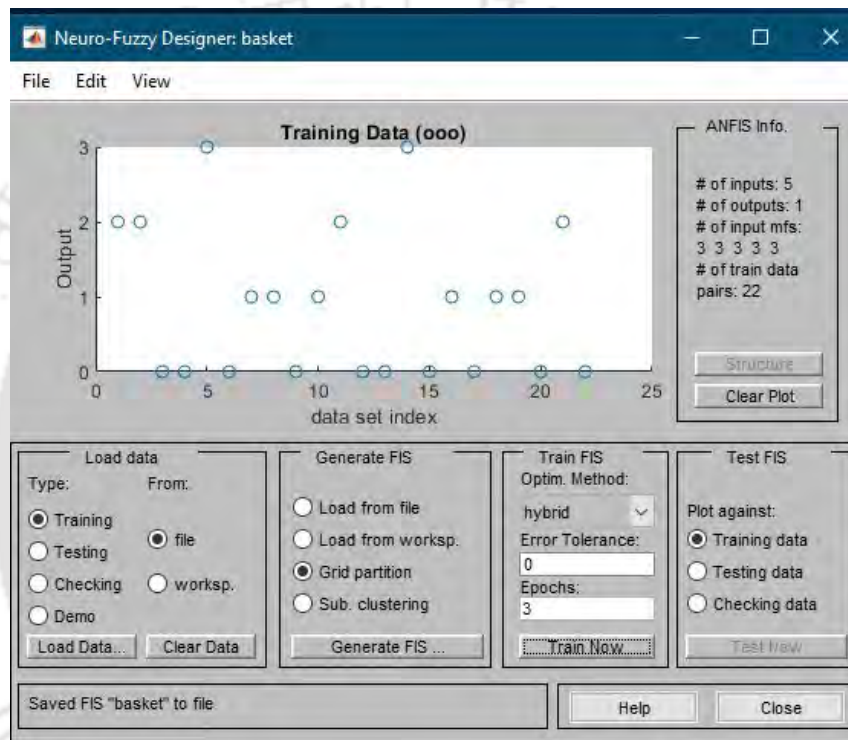 Neuro-Fuzzy Designer: basket
File Edit View
Training Data (ooo)
3
2
1
0
Output
0 5 10 15 20 25
data set index
ANFIS Info.
# of inputs: 5
# of outputs: 1
# of input mfs:
3 3 3 3 3
# of train data
pairs: 22
Structure
Clear Plot
Load data
Type: From:
Training
Testing
Checking
Demo
file
worksp.
Load Data... Clear Data
Generate FIS
Load from file
Load from worksp.
Grid partition
Sub. clustering
Generate FIS ...
Train FIS
Optim. Method:
hybrid
Error Tolerance:
0
Epochs:
3
Train Now
Test FIS
Plot against:
Training data
Testing data
Checking data
Test Now
Saved FIS "basket" to file
Help Close